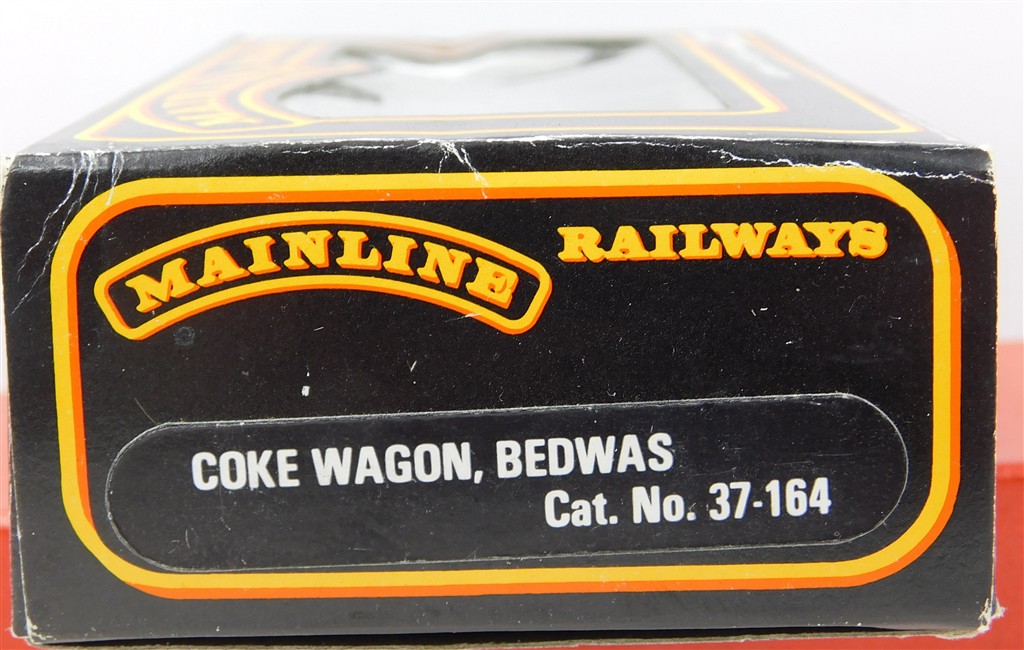 MAINLINE RAILWAYS
COKE WAGON, BEDWAS
Cat. No. 37-164